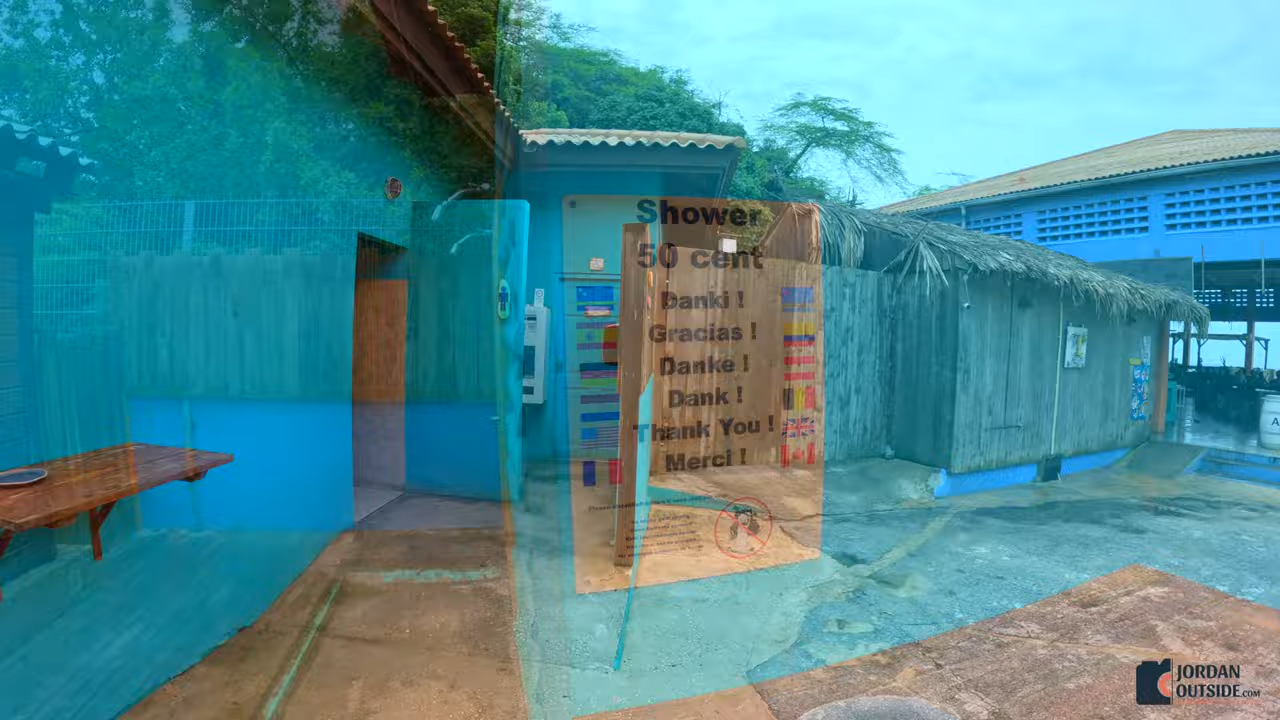 Shower
50 cent
Danki !
Gracias !
Danke !
Dank !
Thank You !
Merci !
JORDAN
OUTSIDE.COM